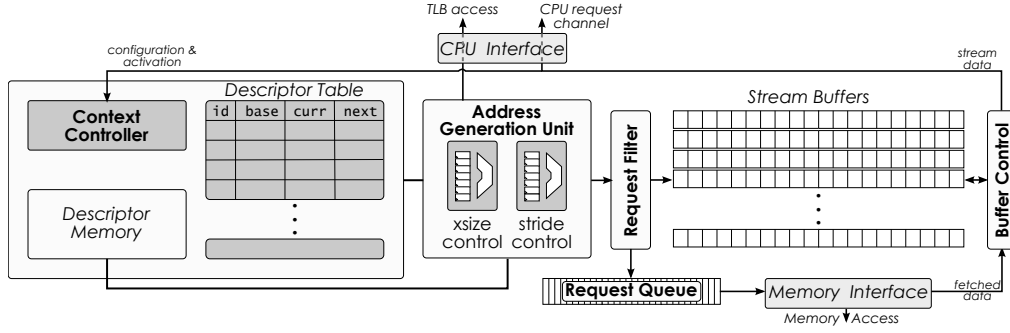 TLB access
CPU request
channel
CPU Interface
configuration &
activation
stream
data
Descriptor Table
id base curr next
Context
Controller
Descriptor
Memory
Address
Generation Unit
xsize
control
stride
control
Request Filter
Stream Buffers
Buffer Control
Request Queue
Memory Interface
fetched
data
Memory Access